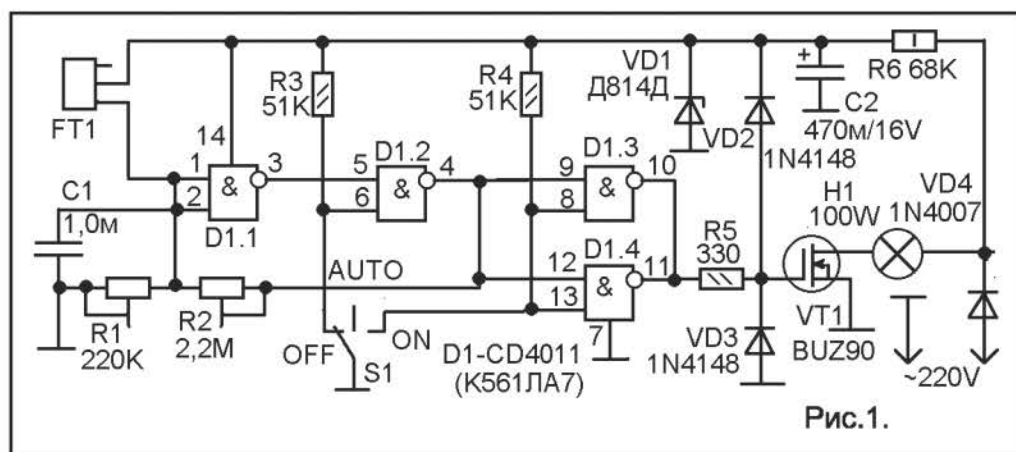 R3
51K
R4
51K
VD1
Д814Д
VD2
1N4148
R6 68K
+
C2
470м/16V
FT1
14
1
2
3
&
D1.1
C1
1,0м
D1.2
5
6
4
&
D1.3
9
8
10
&
D1.4
12
13
11
&
7
R5
330
H1
100W
VD4
1N4007
AUTO
R1
220K
R2
2,2M
OFF
ON
S1
D1-CD4011
(К561ЛА7)
VD3
1N4148
VT1
BUZ90
~220V
Рис.1.